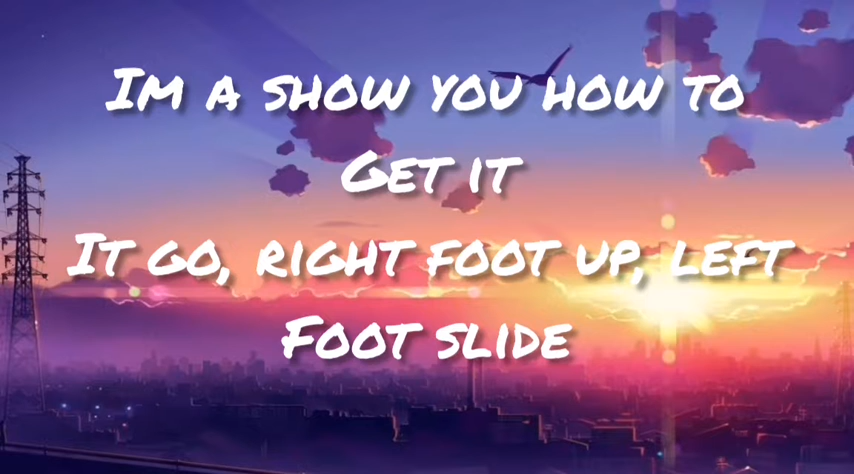 Im a show you how to
Get it
It go, right foot up, left
Foot slide